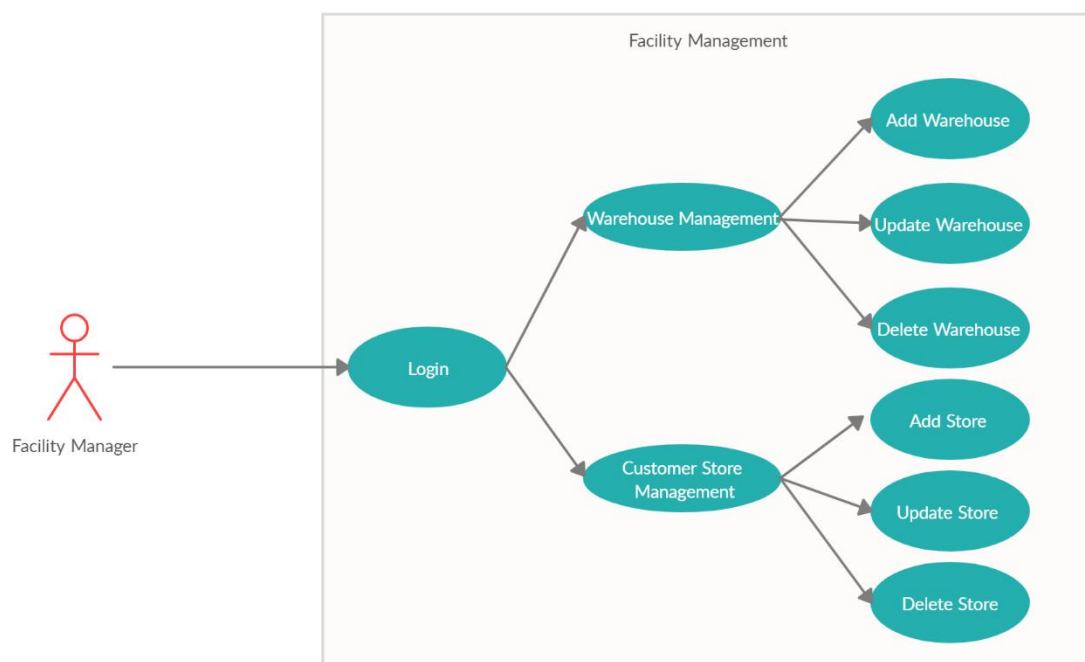 Facility Management
Add Warehouse
Warehouse Management
Update Warehouse
Delete Warehouse
Login
Facility Manager
Add Store
Customer Store
Management
Update Store
Delete Store